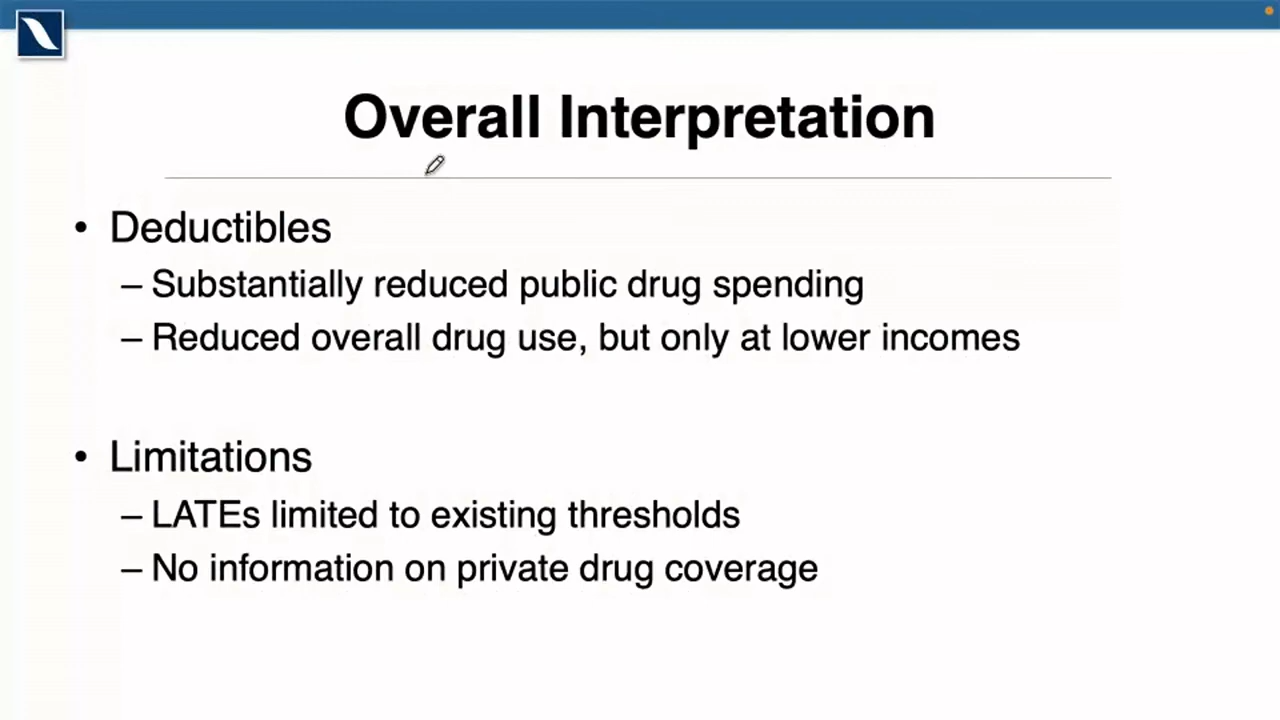 Overall Interpretation
• Deductibles
– Substantially reduced public drug spending
– Reduced overall drug use, but only at lower incomes
• Limitations
– LATEs limited to existing thresholds
– No information on private drug coverage